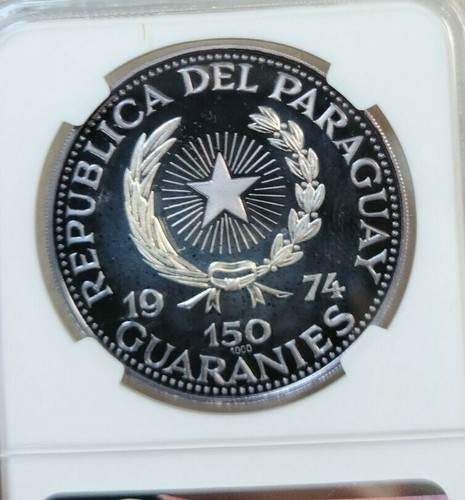 REPUBLICA DEL PARAGUAY
19 74
150
1000
GUARANIES